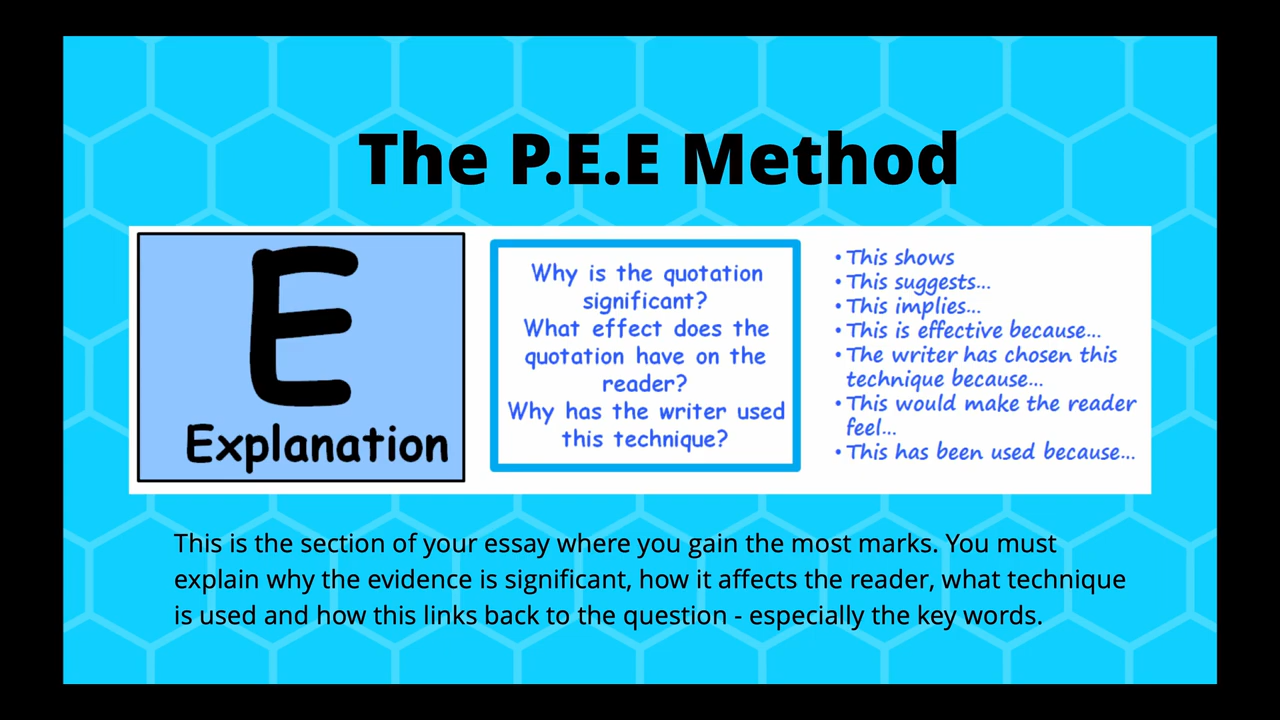 The P.E.E Method
E
Explanation
Why is the quotation
significant?
What effect does the
quotation have on the
reader?
Why has the writer used
this technique?
• This shows
• This suggests...
• This implies...
• This is effective because...
• The writer has chosen this
technique because...
• This would make the reader
feel...
• This has been used because...
This is the section of your essay where you gain the most marks. You must
explain why the evidence is significant, how it affects the reader, what technique
is used and how this links back to the question - especially the key words.